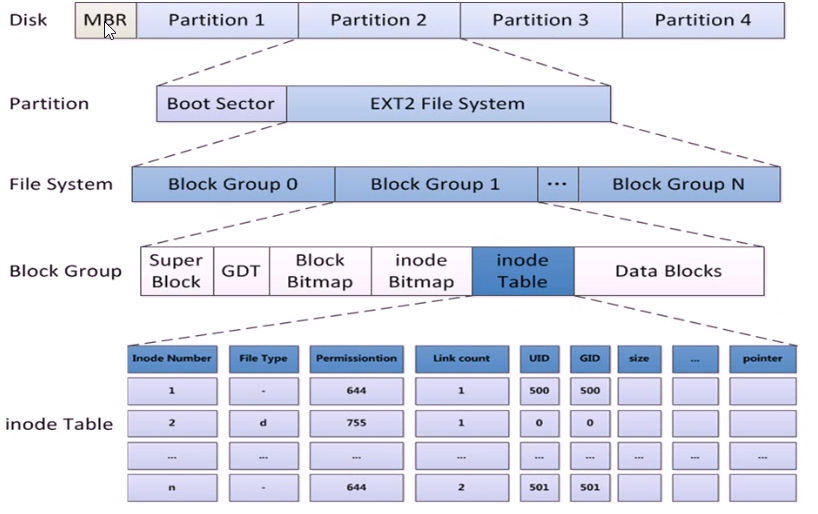 Disk MBR Partition 1 Partition 2 Partition 3 Partition 4
Partition Boot Sector EXT2 File System
File System Block Group 0 Block Group 1 ... Block Group N
Block Group Super Block GDT Block Bitmap inode Bitmap inode Table Data Blocks
inode Table
Inode Number File Type Permissiontion Link count UID GID size ... pointer
1 - 644 1 500 500
2 d 755 1 0 0
... ... ... ... ... ... ... ... ...
n - 644 2 501 501